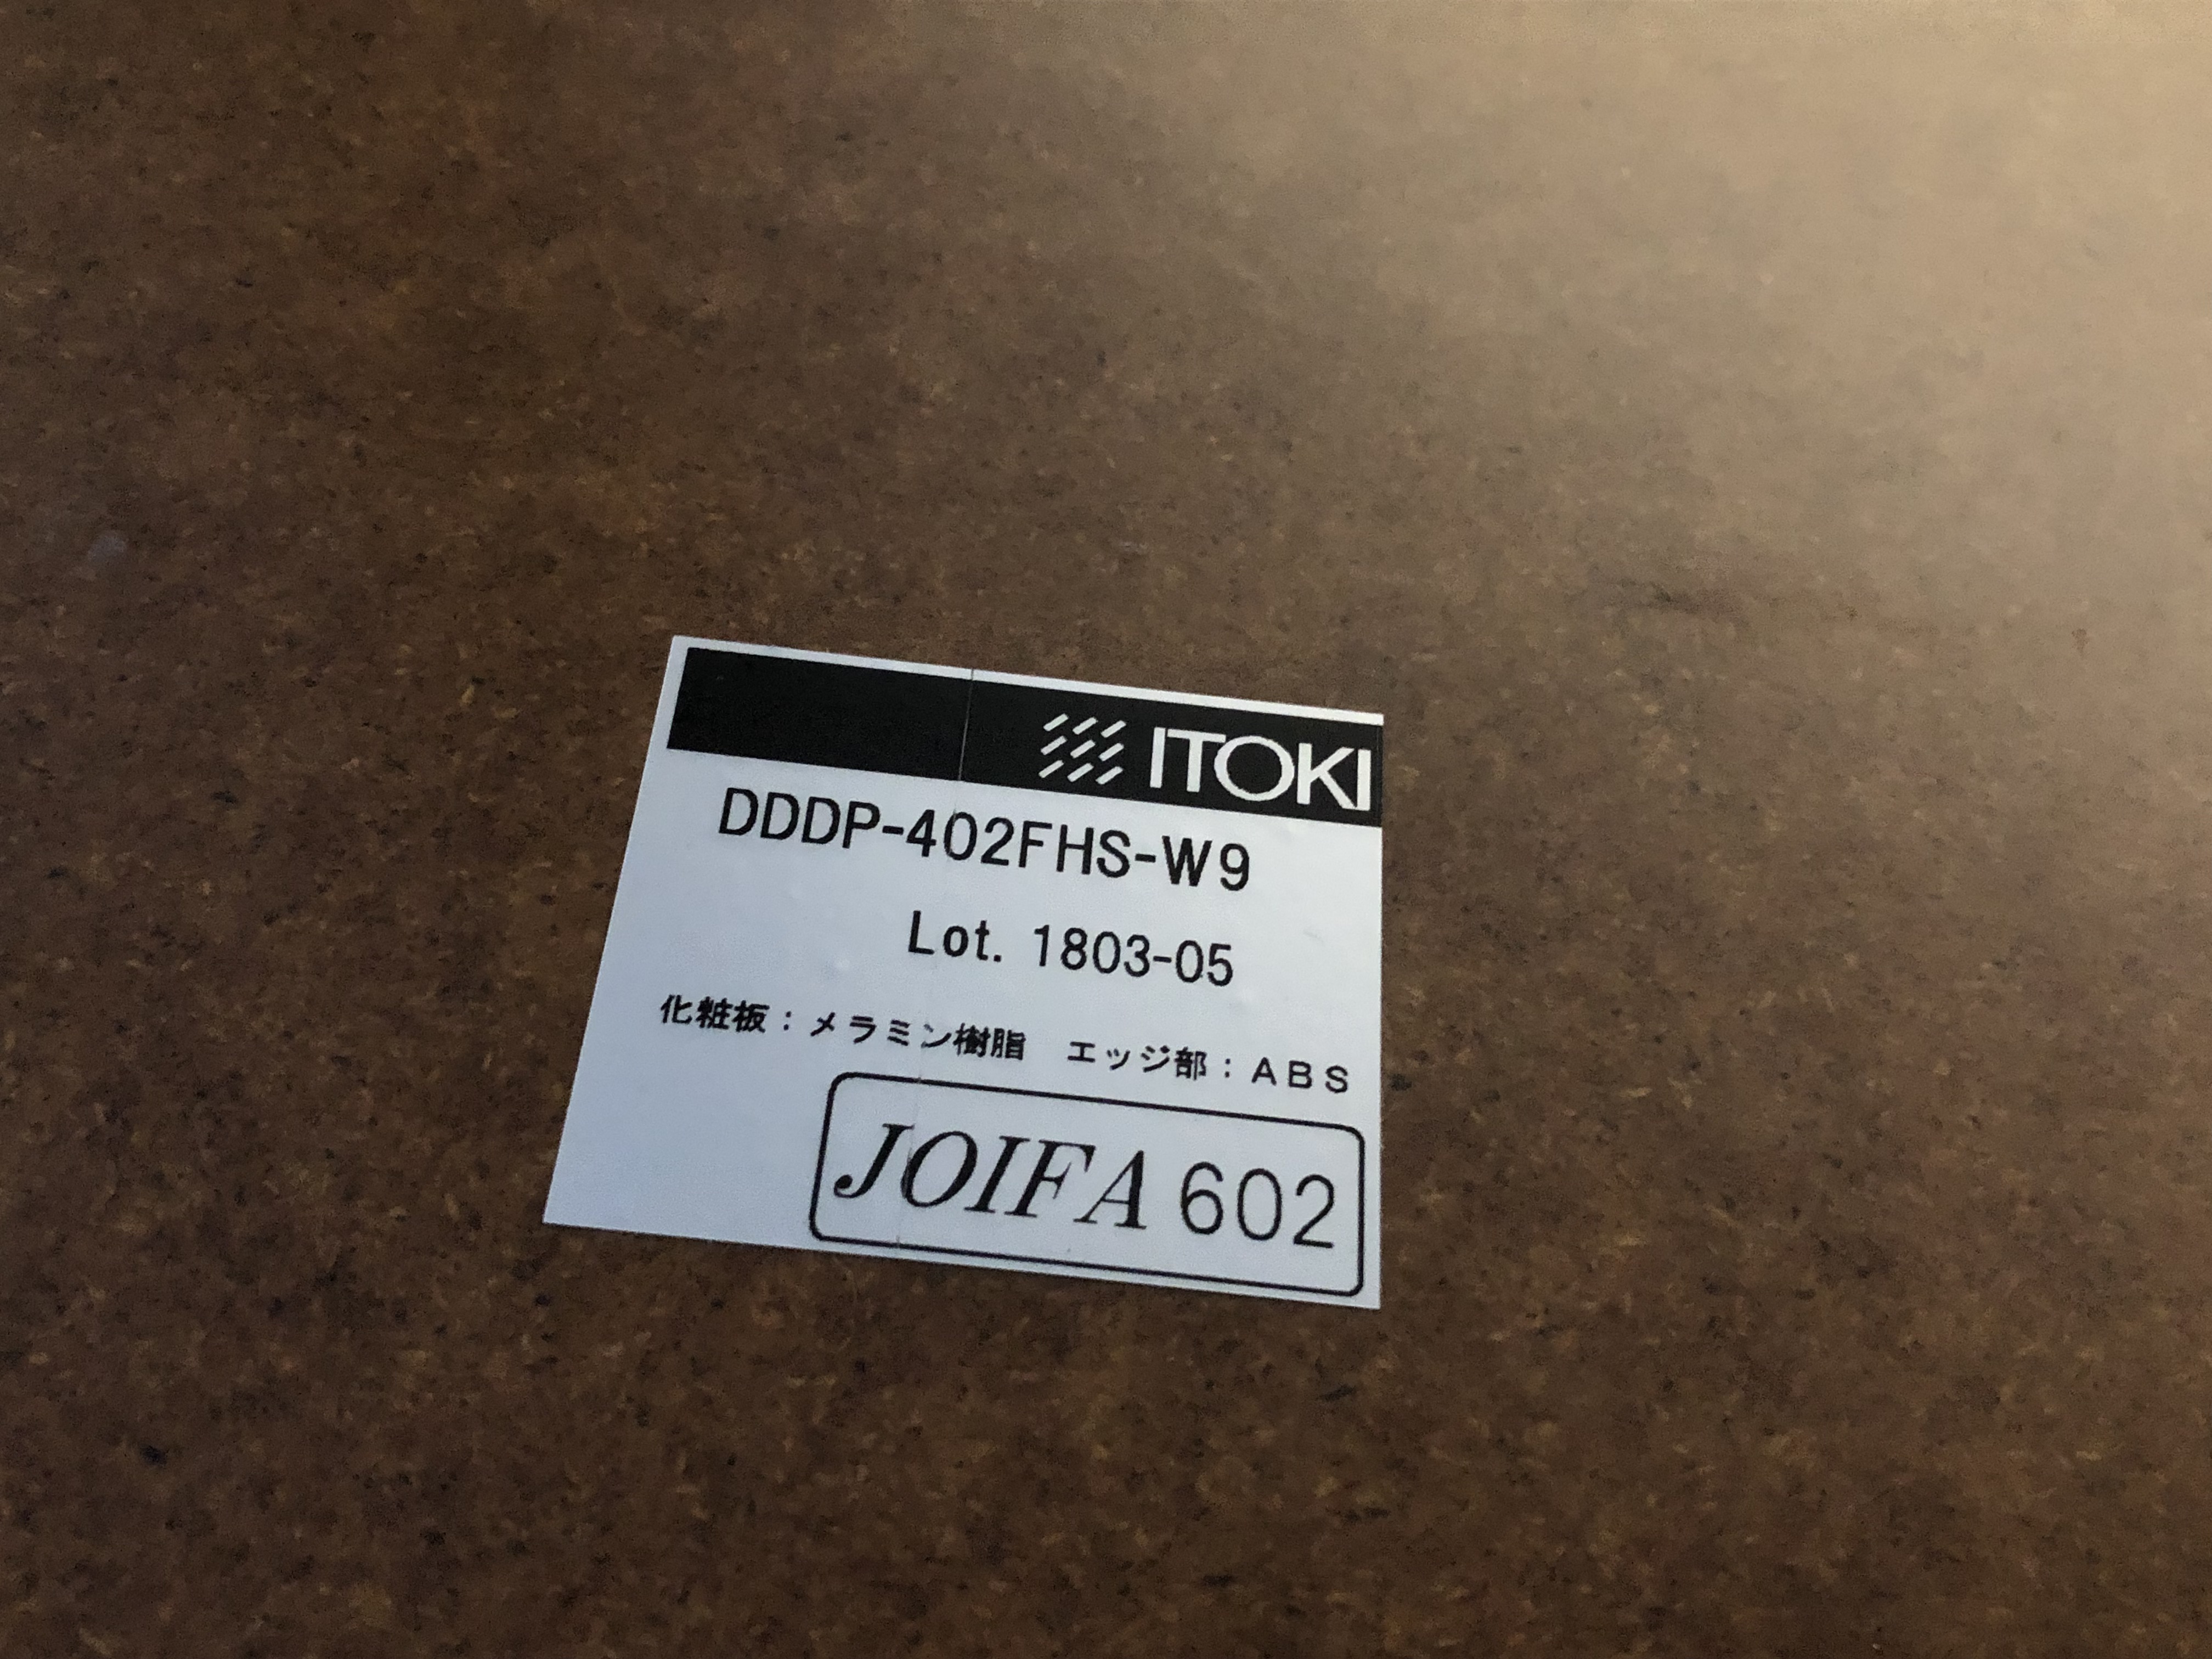 ITOKI
DDDP-402FHS-W9
Lot. 1803-05
化粧板：メラミン樹脂　エッジ部：ＡＢＳ
JOIFA 602